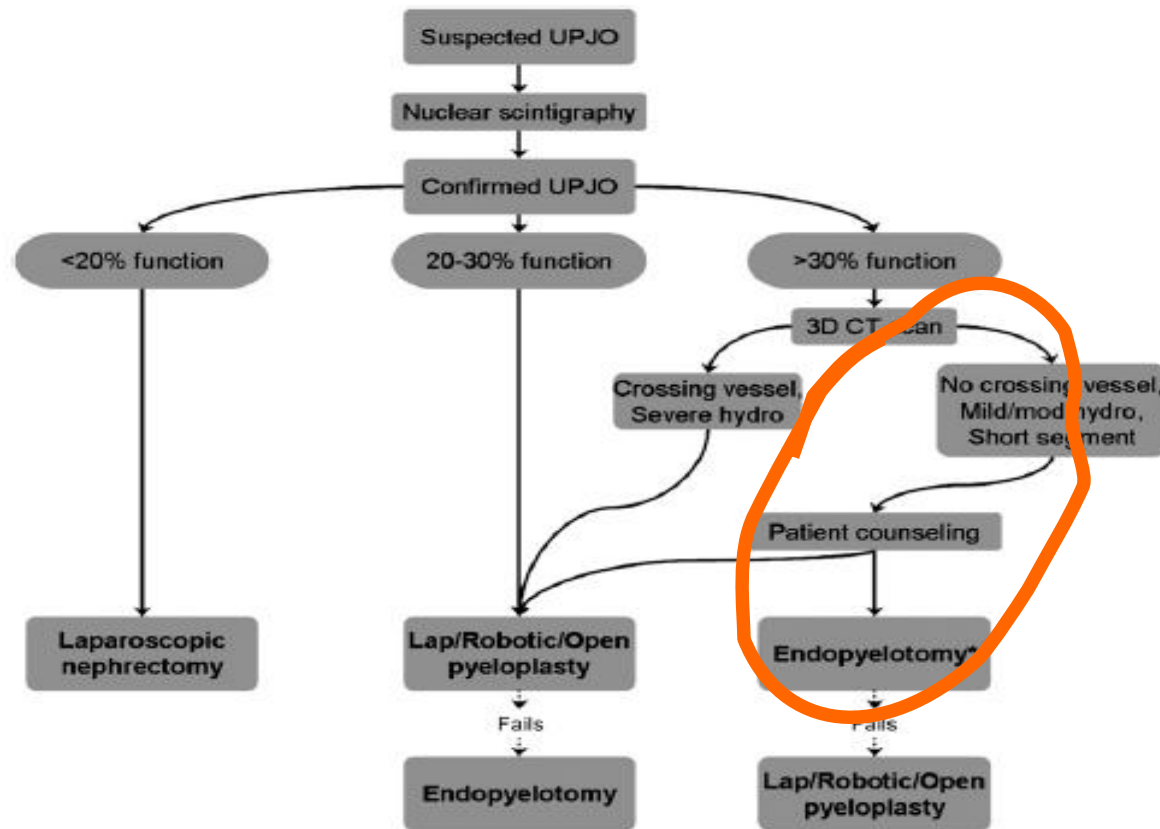 Suspected UPJO
Nuclear scintigraphy
Confirmed UPJO
<20% function
20-30% function
>30% function
3D CT scan
Crossing vessel,
Severe hydro
No crossing vessel,
Mild/mod hydro,
Short segment
Patient counseling
Laparoscopic
nephrectomy
Lap/Robotic/Open
pyeloplasty
Endopyelotomy*
Fails
Fails
Endopyelotomy
Lap/Robotic/Open
pyeloplasty